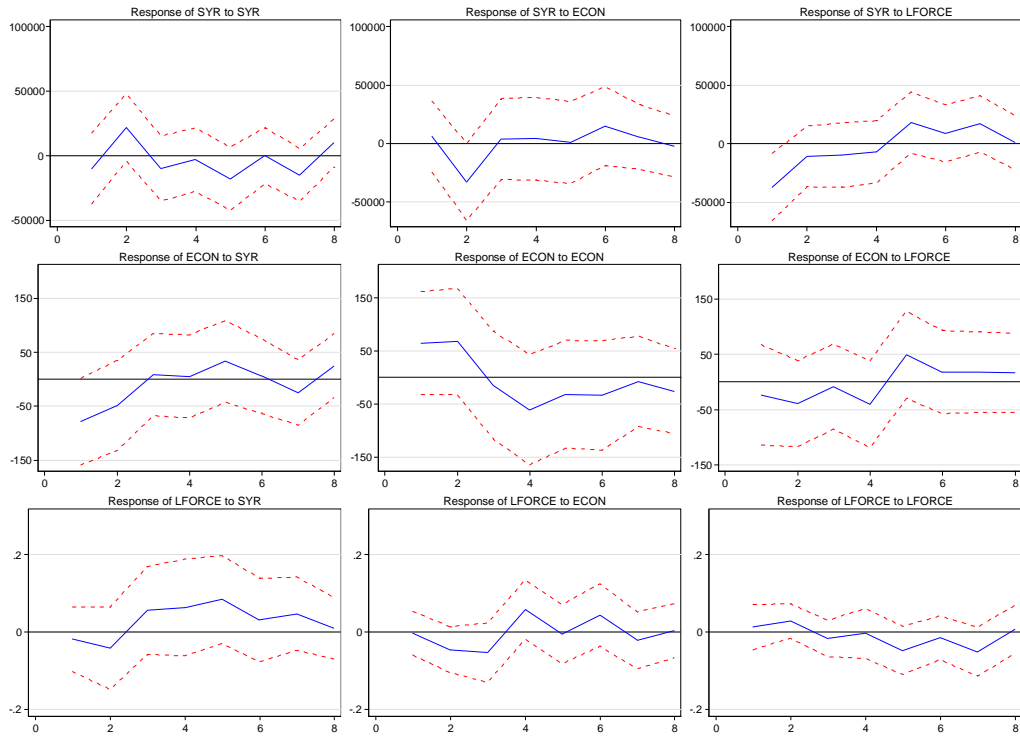 Response of SYR to SYR
100000
50000
0
-50000
0 2 4 6 8
Response of SYR to ECON
100000
50000
0
-50000
0 2 4 6 8
Response of SYR to LFORCE
100000
50000
0
-50000
0 2 4 6 8
Response of ECON to SYR
150
50
-50
-150
0 2 4 6 8
Response of ECON to ECON
150
50
-50
-150
0 2 4 6 8
Response of ECON to LFORCE
150
50
-50
-150
0 2 4 6 8
Response of LFORCE to SYR
.2
0
-.2
0 2 4 6 8
Response of LFORCE to ECON
.2
0
-.2
0 2 4 6 8
Response of LFORCE to LFORCE
.2
0
-.2
0 2 4 6 8